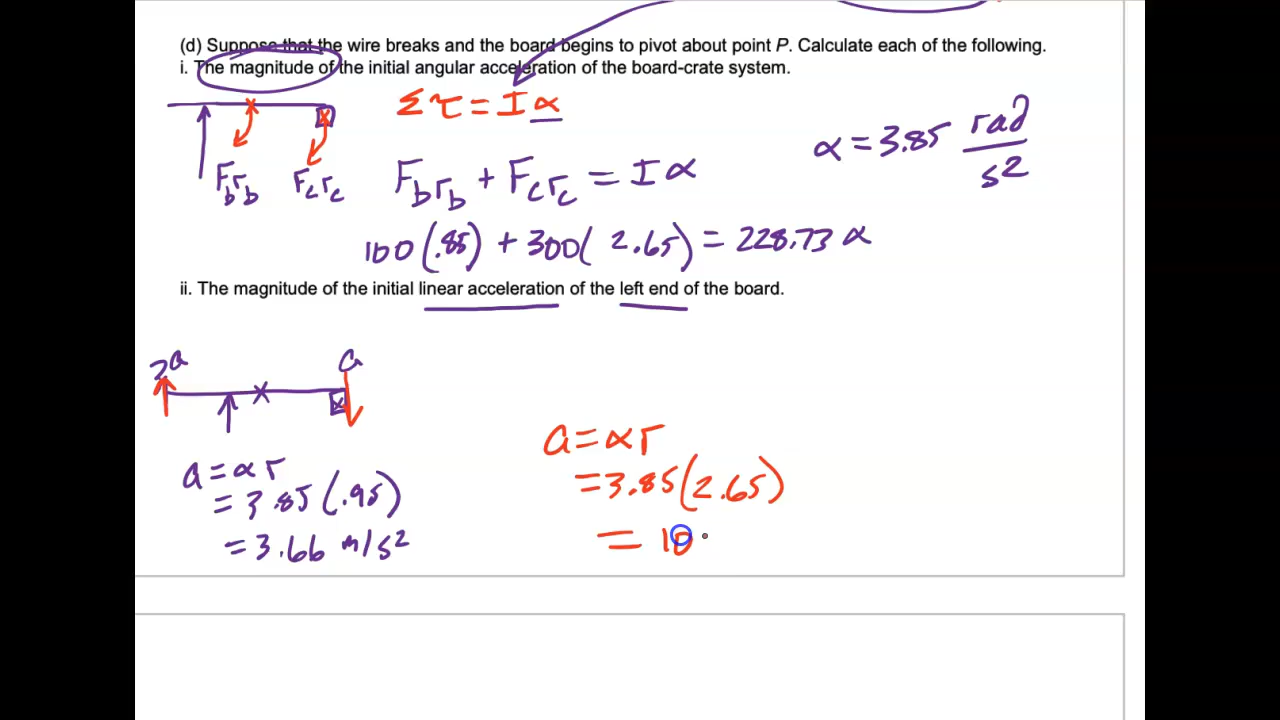 (d) Suppose that the wire breaks and the board begins to pivot about point P. Calculate each of the following.
i. The magnitude of the initial angular acceleration of the board-crate system.
Στ = Iα
α = 3.85 rad/s²
F_b r_b F_c r_c
F_b r_b + F_c r_c = Iα
100(.85) + 300(2.65) = 228.73 α
ii. The magnitude of the initial linear acceleration of the left end of the board.
?a a
a = αr
= 3.85(.95)
= 3.66 m/s²
a = αr
= 3.85(2.65)
= 10